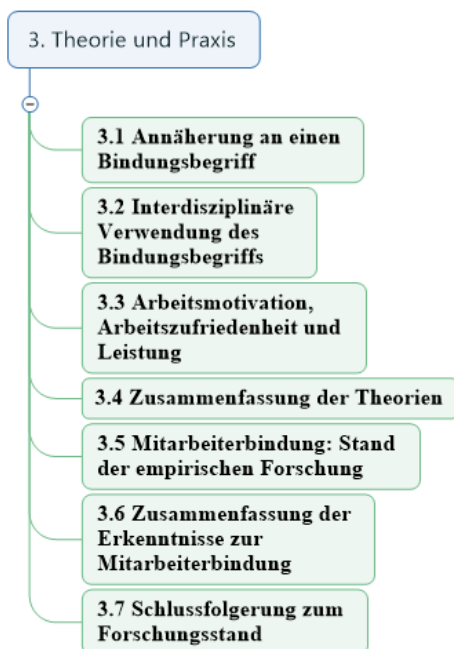 3. Theorie und Praxis
3.1 Annäherung an einen
Bindungsbegriff
3.2 Interdisziplinäre
Verwendung des
Bindungsbegriffs
3.3 Arbeitsmotivation,
Arbeitszufriedenheit und
Leistung
3.4 Zusammenfassung der Theorien
3.5 Mitarbeiterbindung: Stand
der empirischen Forschung
3.6 Zusammenfassung der
Erkenntnisse zur
Mitarbeiterbindung
3.7 Schlussfolgerung zum
Forschungsstand